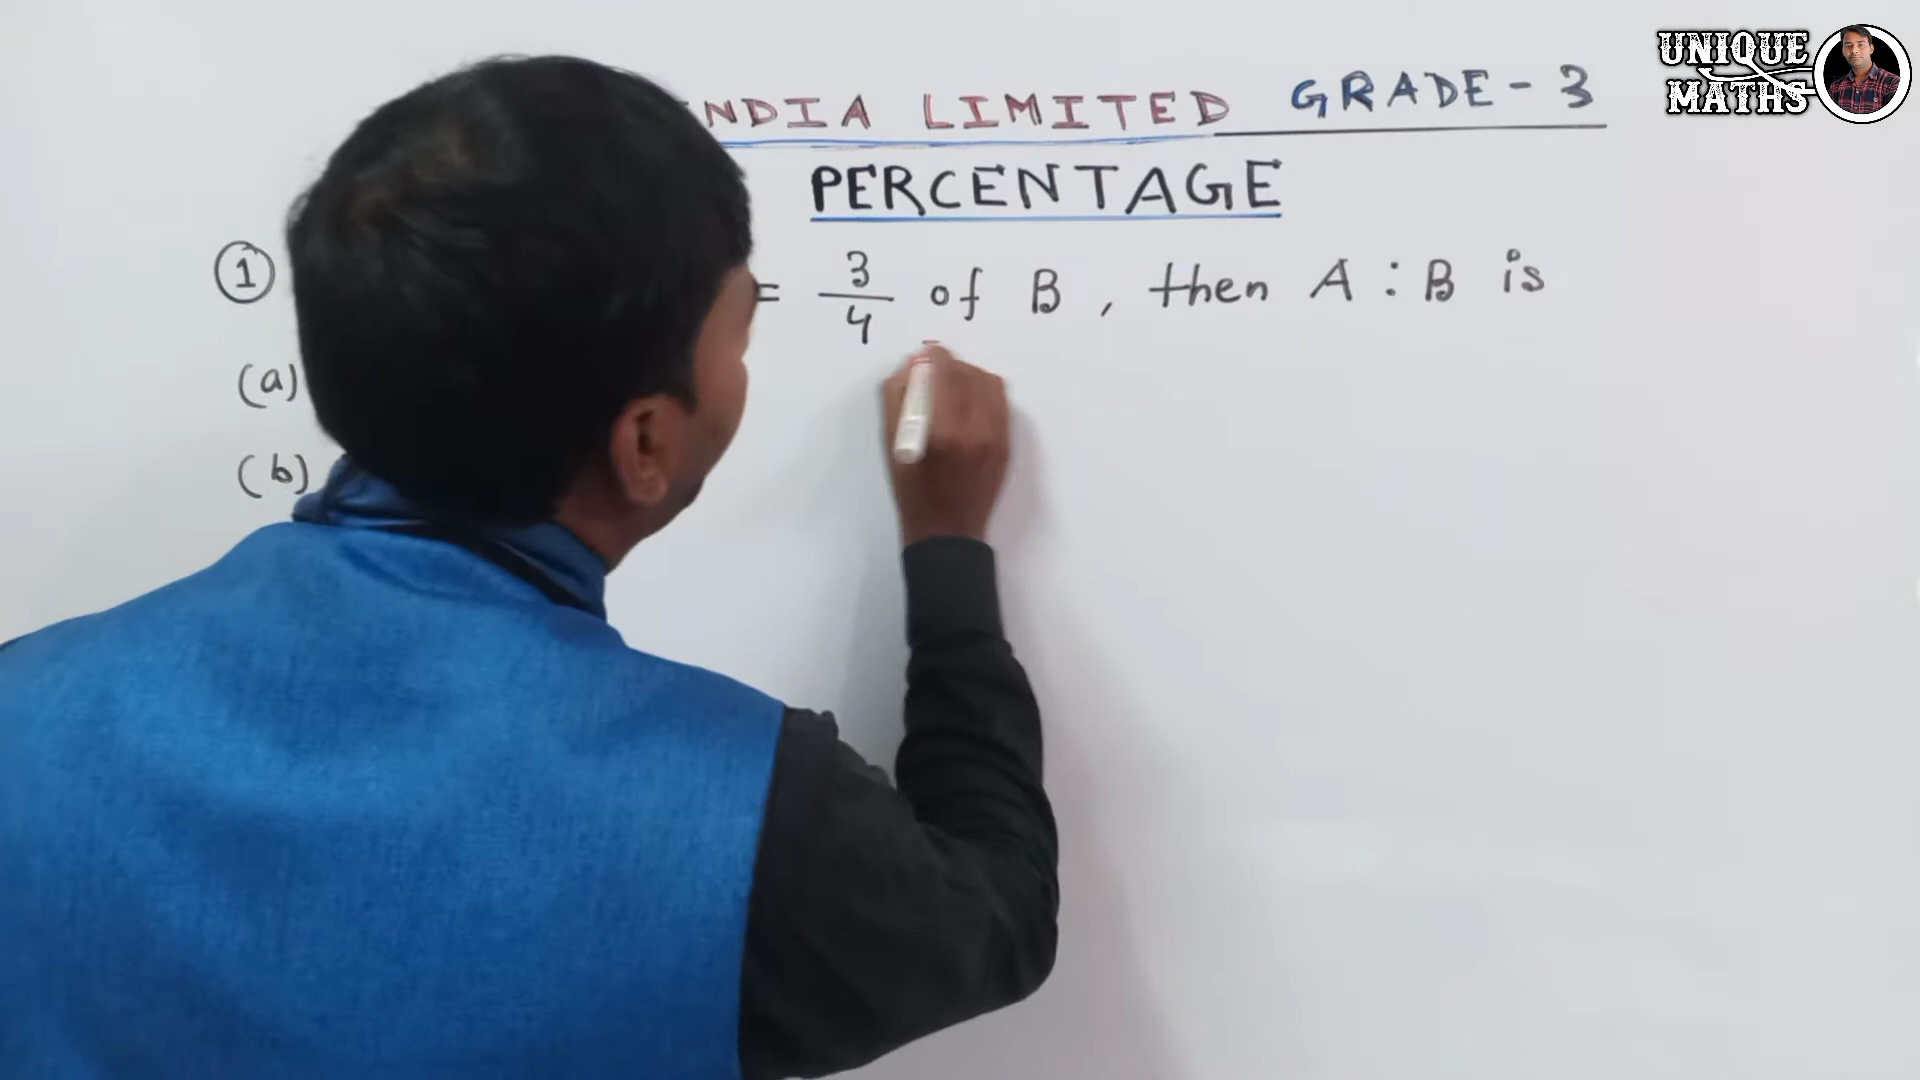 UNIQUE
MATHS
NDIA LIMITED GRADE - 3
PERCENTAGE
1 = 3/4 of B, then A : B is
(a)
(b)